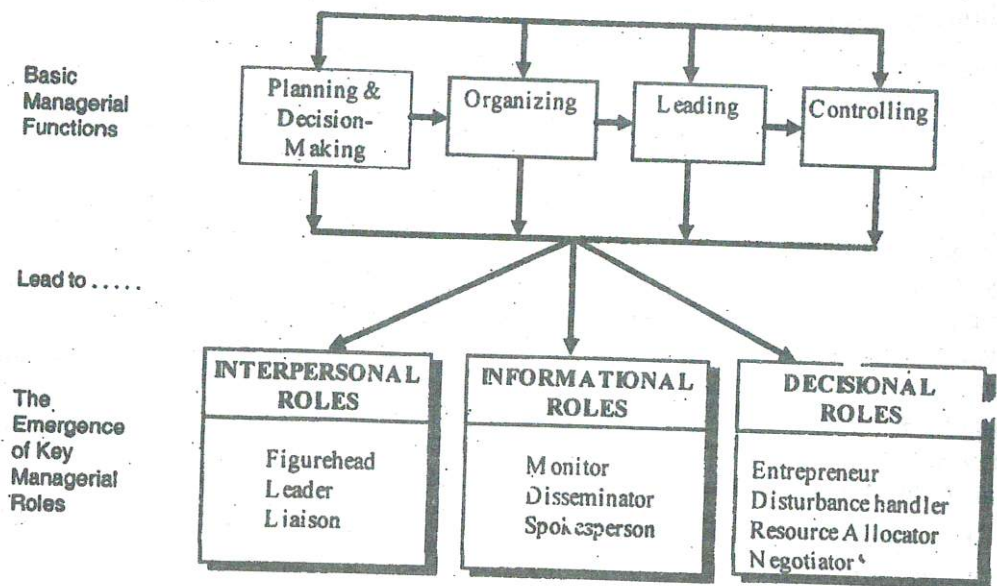 Basic
Managerial
Functions
Planning &
Decision-
Making
Organizing
Leading
Controlling
Lead to .....
The
Emergence
of Key
Managerial
Roles
INTERPERSONAL
ROLES
Figurehead
Leader
Liaison
INFORMATIONAL
ROLES
Monitor
Disseminator
Spokesperson
DECISIONAL
ROLES
Entrepreneur
Disturbance handler
Resource Allocator
Negotiator